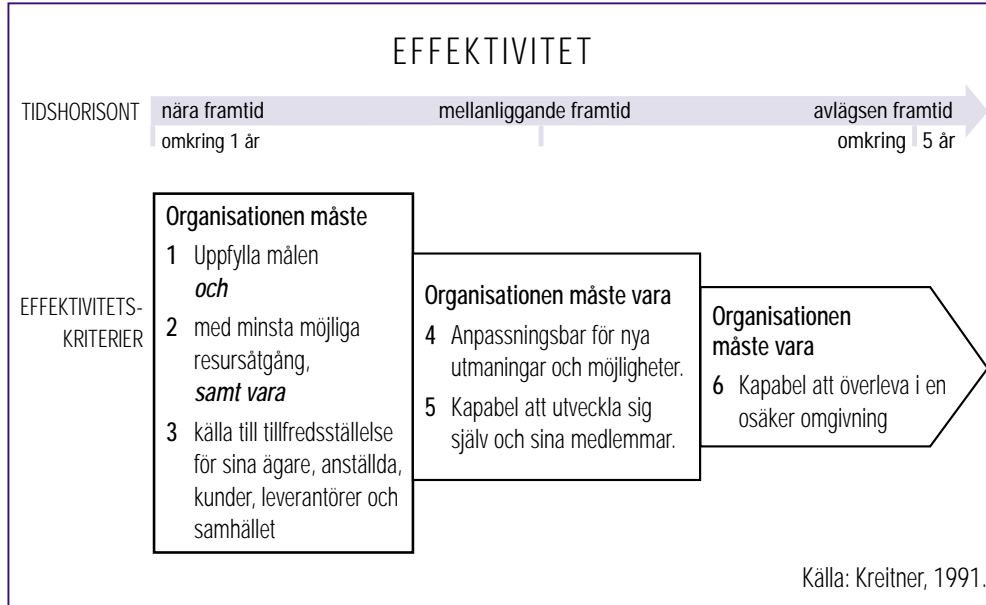 EFFEKTIVITET
TIDSHORISONT
nära framtid
mellanliggande framtid
avlägsen framtid
omkring 1 år
omkring 5 år
EFFEKTIVITETS-
KRITERIER
Organisationen måste
1 Uppfylla målen
och
2 med minsta möjliga
resursåtgång,
samt vara
3 källa till tillfredsställelse
för sina ägare, anställda,
kunder, leverantörer och
samhället
Organisationen måste vara
4 Anpassningsbar för nya
utmaningar och möjligheter.
5 Kapabel att utveckla sig
själv och sina medlemmar.
Organisationen
måste vara
6 Kapabel att överleva i en
osäker omgivning
Källa: Kreitner, 1991.